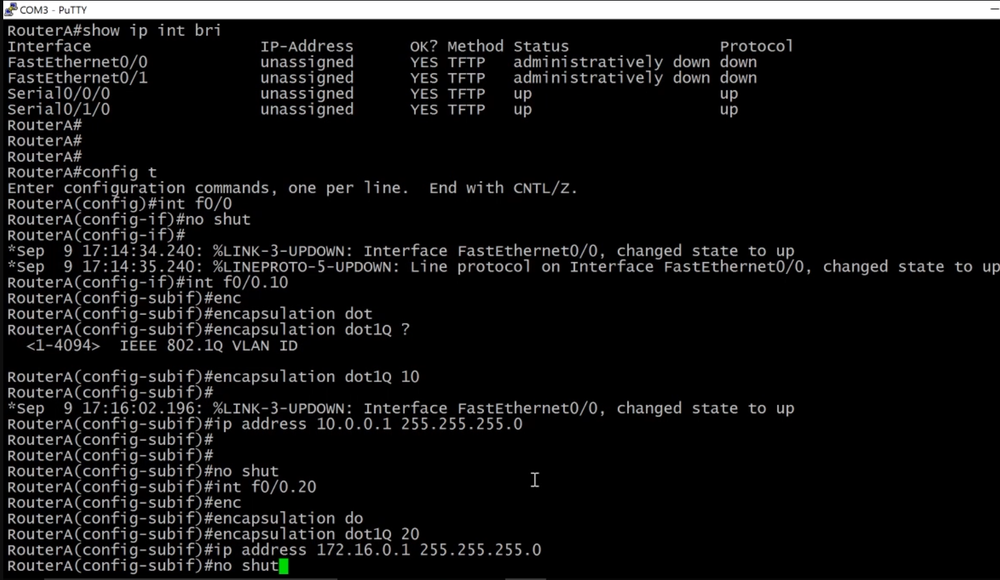 COM3 - PuTTY
RouterA#show ip int bri
Interface IP-Address OK? Method Status Protocol
FastEthernet0/0 unassigned YES TFTP administratively down down
FastEthernet0/1 unassigned YES TFTP administratively down down
Serial0/0/0 unassigned YES TFTP up up
Serial0/1/0 unassigned YES TFTP up up
RouterA#
RouterA#
RouterA#
RouterA#config t
Enter configuration commands, one per line. End with CNTL/Z.
RouterA(config)#int f0/0
RouterA(config-if)#no shut
RouterA(config-if)#
*Sep 9 17:14:34.240: %LINK-3-UPDOWN: Interface FastEthernet0/0, changed state to up
*Sep 9 17:14:35.240: %LINEPROTO-5-UPDOWN: Line protocol on Interface FastEthernet0/0, changed state to up
RouterA(config-if)#int f0/0.10
RouterA(config-subif)#enc
RouterA(config-subif)#encapsulation dot
RouterA(config-subif)#encapsulation dot1Q ?
<1-4094> IEEE 802.1Q VLAN ID
RouterA(config-subif)#encapsulation dot1Q 10
RouterA(config-subif)#
*Sep 9 17:16:02.196: %LINK-3-UPDOWN: Interface FastEthernet0/0, changed state to up
RouterA(config-subif)#ip address 10.0.0.1 255.255.255.0
RouterA(config-subif)#
RouterA(config-subif)#
RouterA(config-subif)#no shut
RouterA(config-subif)#int f0/0.20
RouterA(config-subif)#enc
RouterA(config-subif)#encapsulation do
RouterA(config-subif)#encapsulation dot1Q 20
RouterA(config-subif)#ip address 172.16.0.1 255.255.255.0
RouterA(config-subif)#no shut